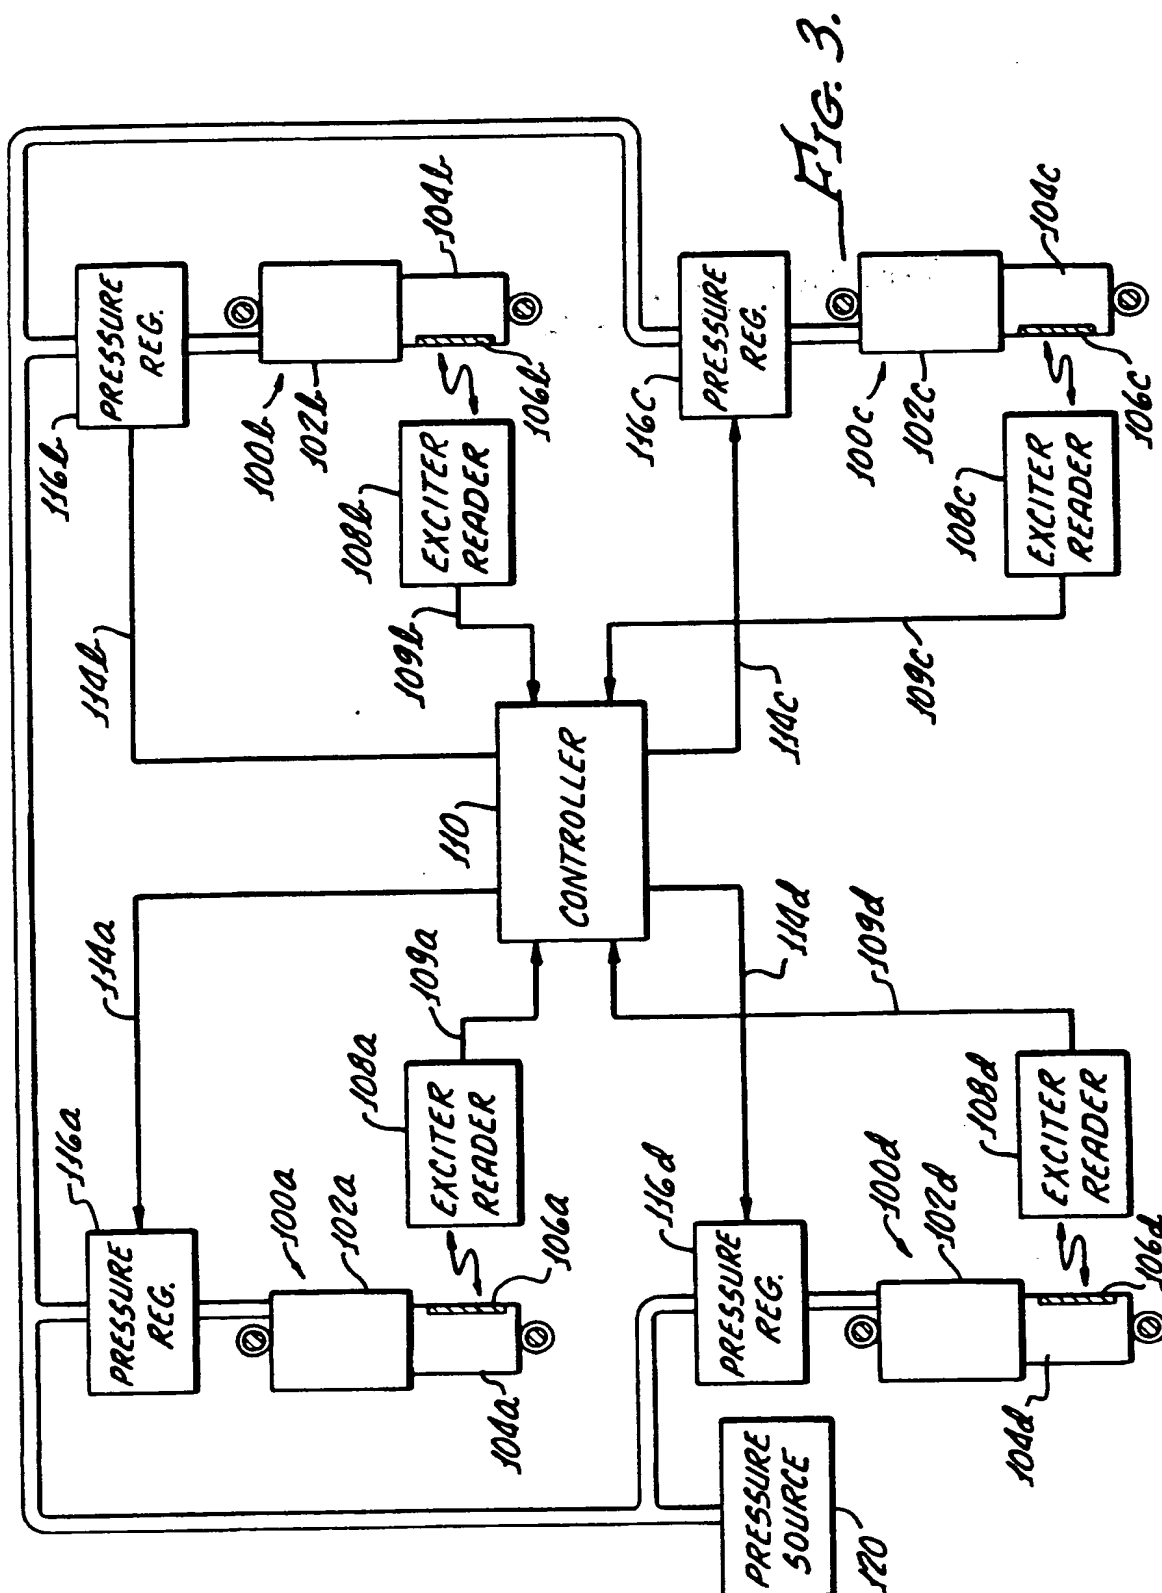 FIG. 3.
116a
PRESSURE
REG.
114a
114b
116b
PRESSURE
REG.
100a
102a
108a
EXCITER
READER
109a
106a
104a
110
CONTROLLER
100b
102b
108b
EXCITER
READER
109b
106b
104b
116d
PRESSURE
REG.
114d
114c
116c
PRESSURE
REG.
100d
102d
108d
EXCITER
READER
109d
106d
104d
100c
102c
108c
EXCITER
READER
109c
106c
104c
PRESSURE
SOURCE
120